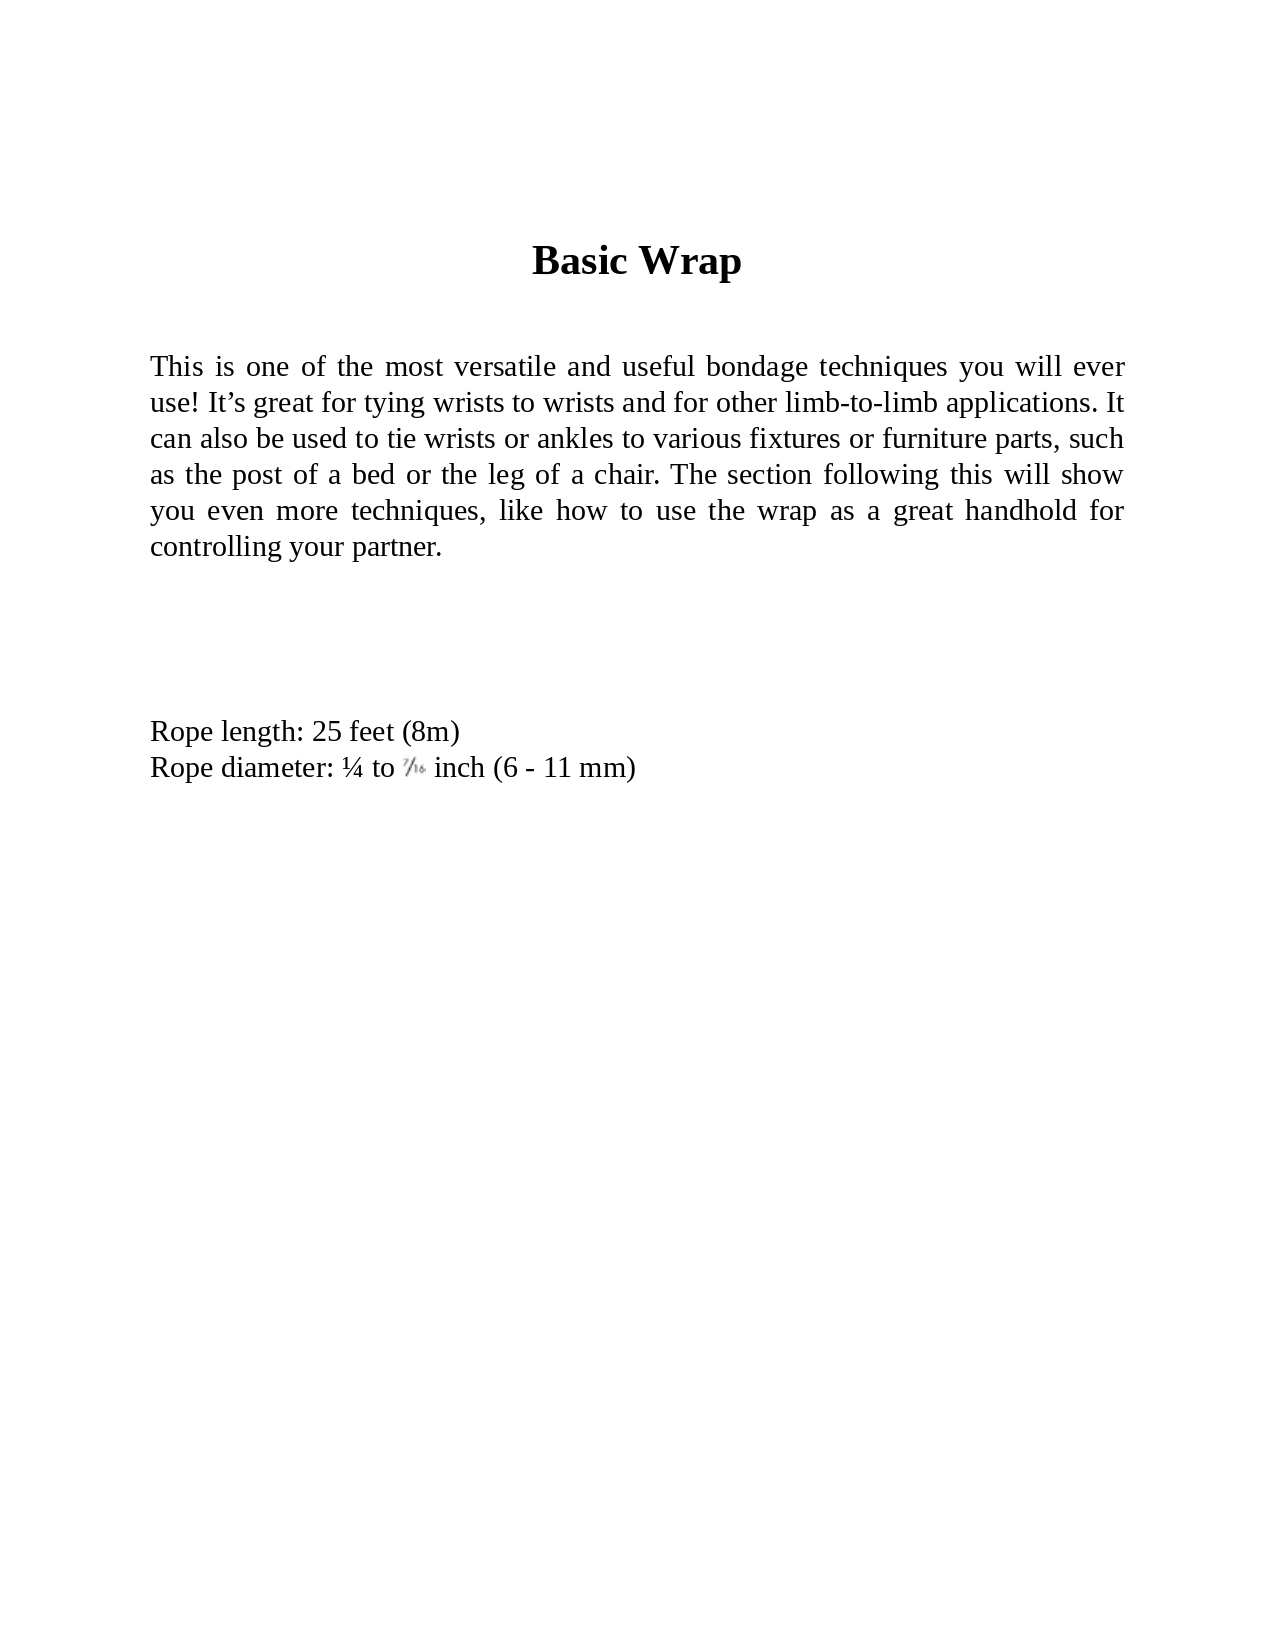 Basic Wrap
This is one of the most versatile and useful bondage techniques you will ever
use! It’s great for tying wrists to wrists and for other limb-to-limb applications. It
can also be used to tie wrists or ankles to various fixtures or furniture parts, such
as the post of a bed or the leg of a chair. The section following this will show
you even more techniques, like how to use the wrap as a great handhold for
controlling your partner.
Rope length: 25 feet (8m)
Rope diameter: ¼ to 7/16 inch (6 - 11 mm)